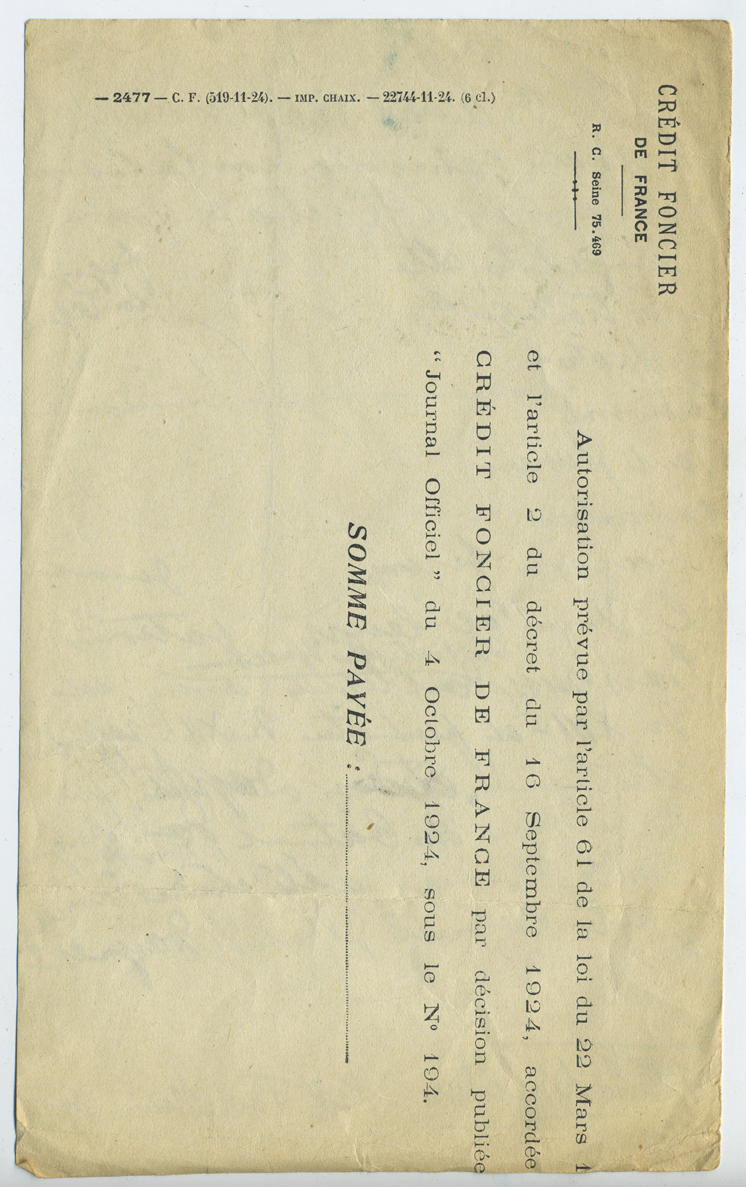 CRÉDIT FONCIER
DE FRANCE
R. C. Seine 75.469
Autorisation prévue par l'article 61 de la loi du 22 Mars 1
et l'article 2 du décret du 16 Septembre 1924, accordée
CRÉDIT FONCIER DE FRANCE par décision publiée
“ Journal Officiel ” du 4 Octobre 1924, sous le N° 194.
SOMME PAYÉE :
— 2477 — C. F. (519-11-24). — IMP. CHAIX. — 22744-11-24. (6 cl.)